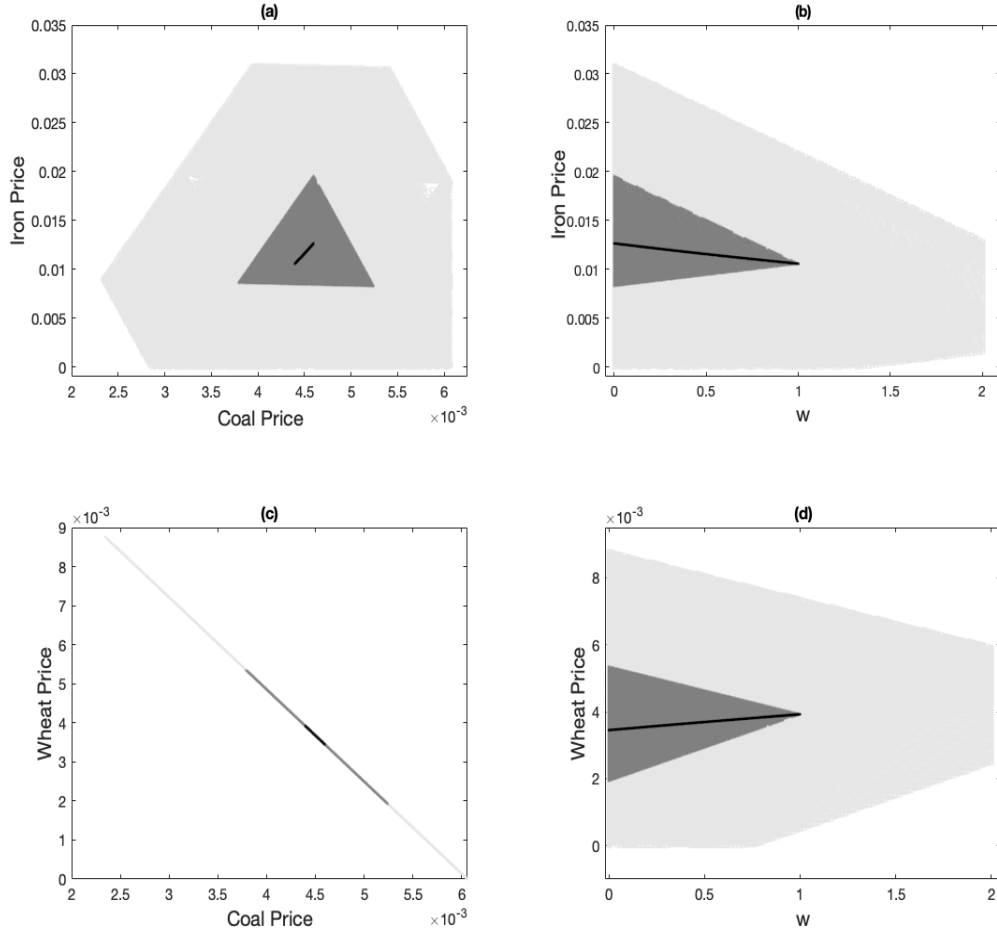 (a)
0.035
0.03
0.025
0.02
0.015
0.01
0.005
0
Iron Price
2 2.5 3 3.5 4 4.5 5 5.5 6
Coal Price ×10⁻³
(b)
0.035
0.03
0.025
0.02
0.015
0.01
0.005
0
Iron Price
0 0.5 1 1.5 2
w
(c)
×10⁻³
9
8
7
6
5
4
3
2
1
0
Wheat Price
2 2.5 3 3.5 4 4.5 5 5.5 6
Coal Price ×10⁻³
(d)
×10⁻³
8
6
4
2
0
Wheat Price
0 0.5 1 1.5 2
w